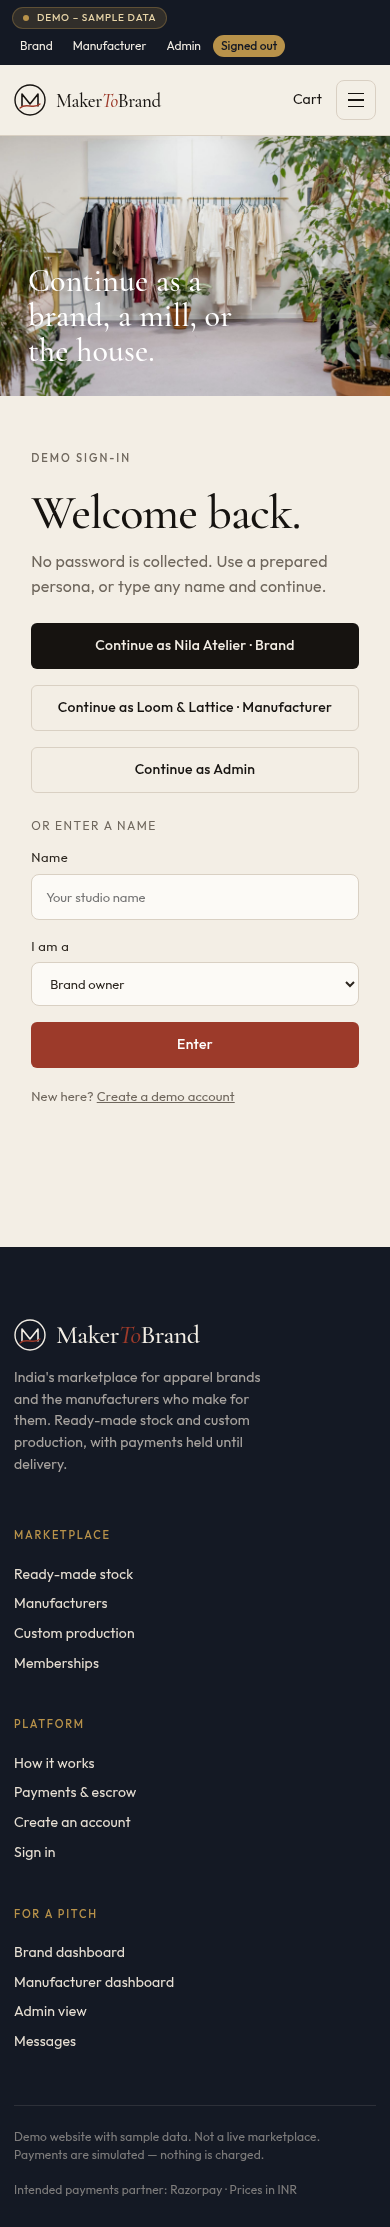 DEMO – SAMPLE DATA
Brand Manufacturer Admin Signed out
MakerToBrand Cart
Continue as a
brand, a mill, or
the house.
DEMO SIGN-IN
Welcome back.
No password is collected. Use a prepared
persona, or type any name and continue.
Continue as Nila Atelier · Brand
Continue as Loom & Lattice · Manufacturer
Continue as Admin
OR ENTER A NAME
Name
Your studio name
I am a
Brand owner
Enter
New here? Create a demo account
MakerToBrand
India's marketplace for apparel brands
and the manufacturers who make for
them. Ready-made stock and custom
production, with payments held until
delivery.
MARKETPLACE
Ready-made stock
Manufacturers
Custom production
Memberships
PLATFORM
How it works
Payments & escrow
Create an account
Sign in
FOR A PITCH
Brand dashboard
Manufacturer dashboard
Admin view
Messages
Demo website with sample data. Not a live marketplace.
Payments are simulated — nothing is charged.
Intended payments partner: Razorpay · Prices in INR